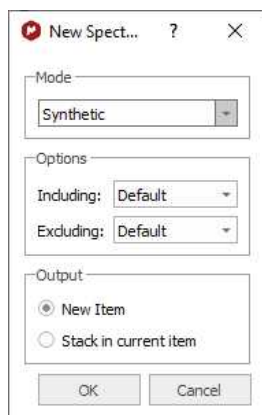 New Spect... ?
Mode
Synthetic
Options
Including: Default
Excluding: Default
Output
New Item
Stack in current item
OK Cancel